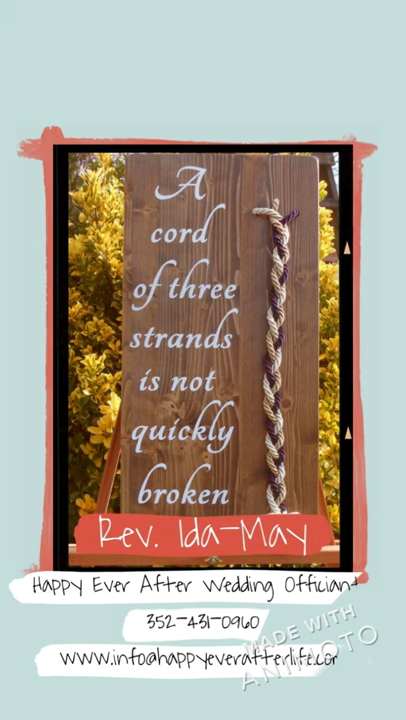 A
cord
of three
strands
is not
quickly
broken
Rev. Ida-May
Happy Ever After Wedding Officiant
352-431-0960
www.info@happyeverafterlife.com
MADE WITH
ANIMOTO